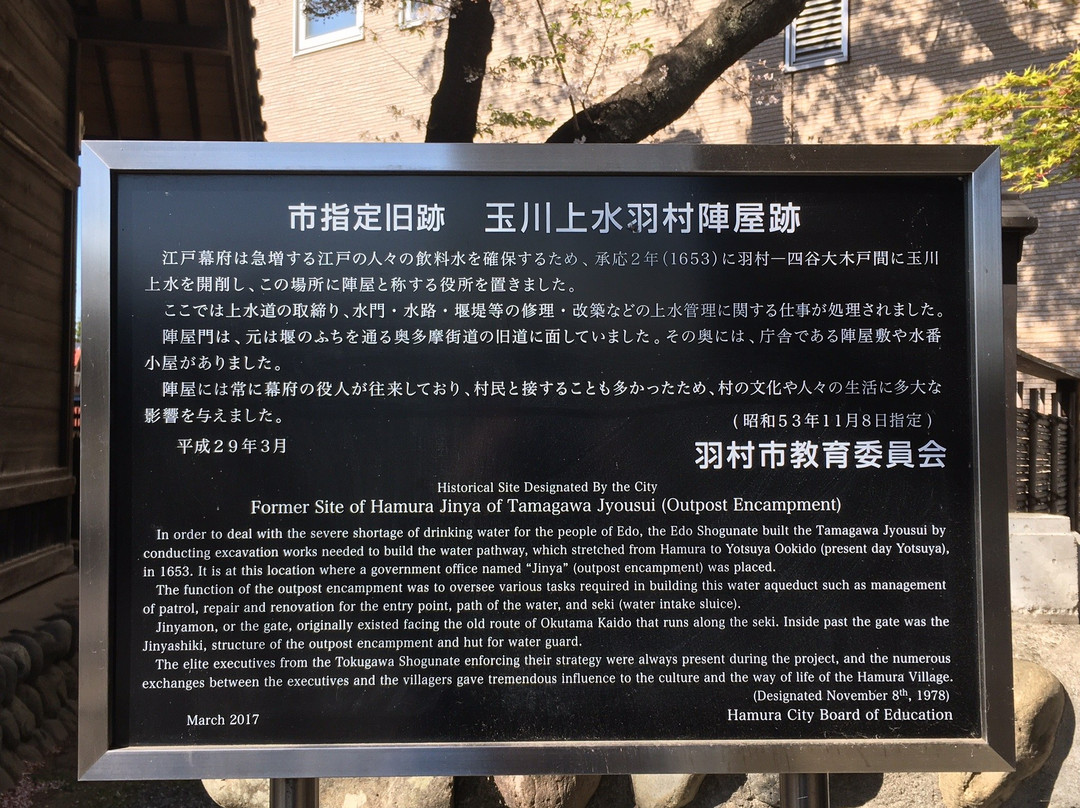 市指定旧跡　玉川上水羽村陣屋跡
江戸幕府は急増する江戸の人々の飲料水を確保するため、承応２年(1653)に羽村―四谷大木戸間に玉川
上水を開削し、この場所に陣屋と称する役所を置きました。
ここでは上水道の取締り、水門・水路・堰堤等の修理・改築などの上水管理に関する仕事が処理されました。
陣屋門は、元は堰のふちを通る奥多摩街道の旧道に面していました。その奥には、庁舎である陣屋敷や水番
小屋がありました。
陣屋には常に幕府の役人が往来しており、村民と接することも多かったため、村の文化や人々の生活に多大な
影響を与えました。
(昭和５３年１１月８日指定)
平成２９年３月
羽村市教育委員会
Historical Site Designated By the City
Former Site of Hamura Jinya of Tamagawa Jyousui (Outpost Encampment)
In order to deal with the severe shortage of drinking water for the people of Edo, the Edo Shogunate built the Tamagawa Jyousui by
conducting excavation works needed to build the water pathway, which stretched from Hamura to Yotsuya Ookido (present day Yotsuya),
in 1653. It is at this location where a government office named “Jinya” (outpost encampment) was placed.
The function of the outpost encampment was to oversee various tasks required in building this water aqueduct such as management
of patrol, repair and renovation for the entry point, path of the water, and seki (water intake sluice).
Jinyamon, or the gate, originally existed facing the old route of Okutama Kaido that runs along the seki. Inside past the gate was the
Jinyashiki, structure of the outpost encampment and hut for water guard.
The elite executives from the Tokugawa Shogunate enforcing their strategy were always present during the project, and the numerous
exchanges between the executives and the villagers gave tremendous influence to the culture and the way of life of the Hamura Village.
(Designated November 8th, 1978)
March 2017
Hamura City Board of Education